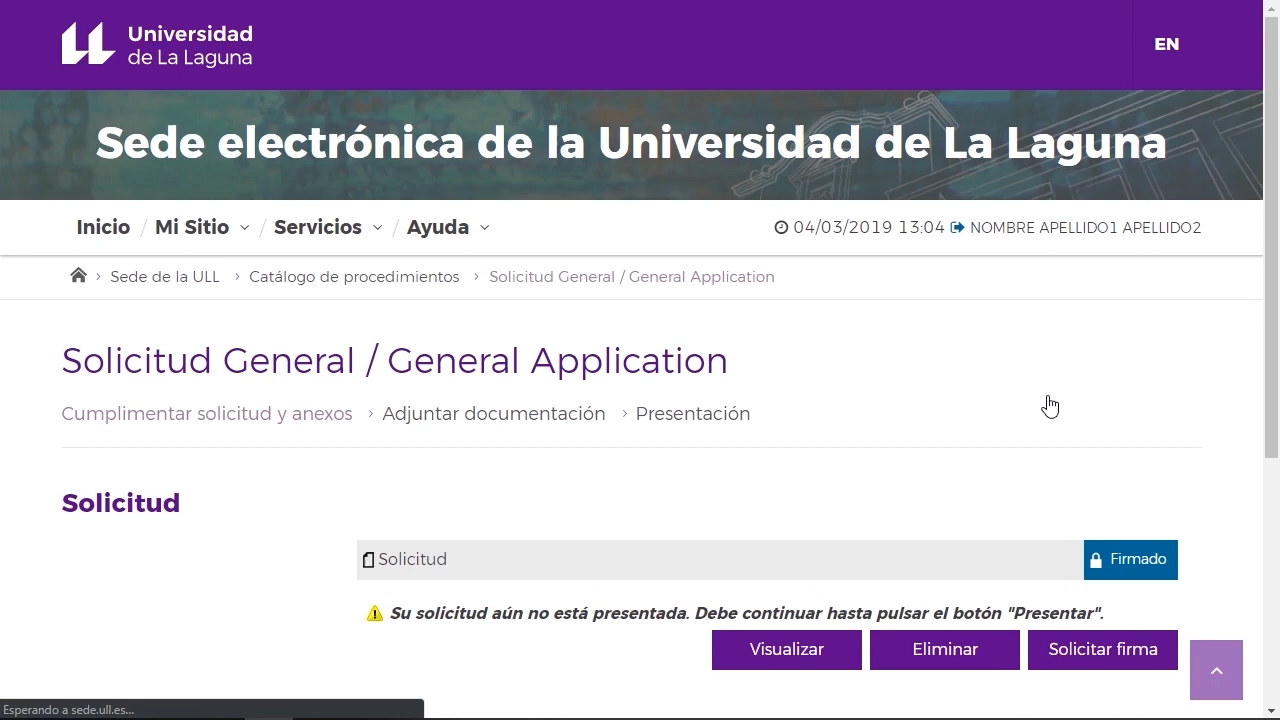 Universidad
de La Laguna
EN
Sede electrónica de la Universidad de La Laguna
Inicio / Mi Sitio / Servicios / Ayuda
04/03/2019 13:04 NOMBRE APELLIDO1 APELLIDO2
› Sede de la ULL › Catálogo de procedimientos › Solicitud General / General Application
Solicitud General / General Application
Cumplimentar solicitud y anexos › Adjuntar documentación › Presentación
Solicitud
Solicitud
Firmado
Su solicitud aún no está presentada. Debe continuar hasta pulsar el botón "Presentar".
Visualizar
Eliminar
Solicitar firma
Esperando a sede.ull.es...